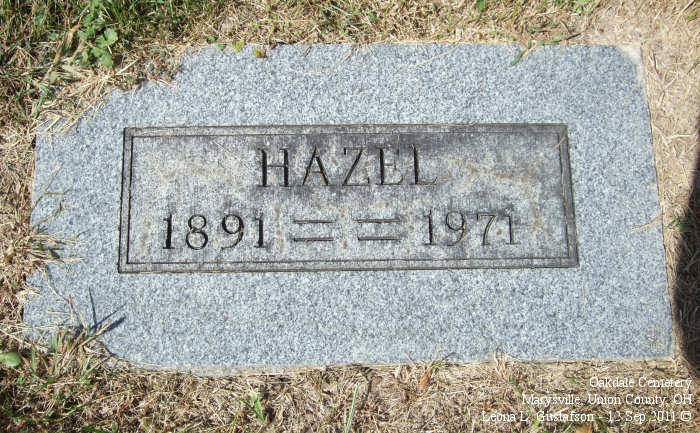 HAZEL
1891 == 1971
Oakdale Cemetery
Marysville, Union County, OH
Leona L. Gustafson - 12 Sep 2011 ©